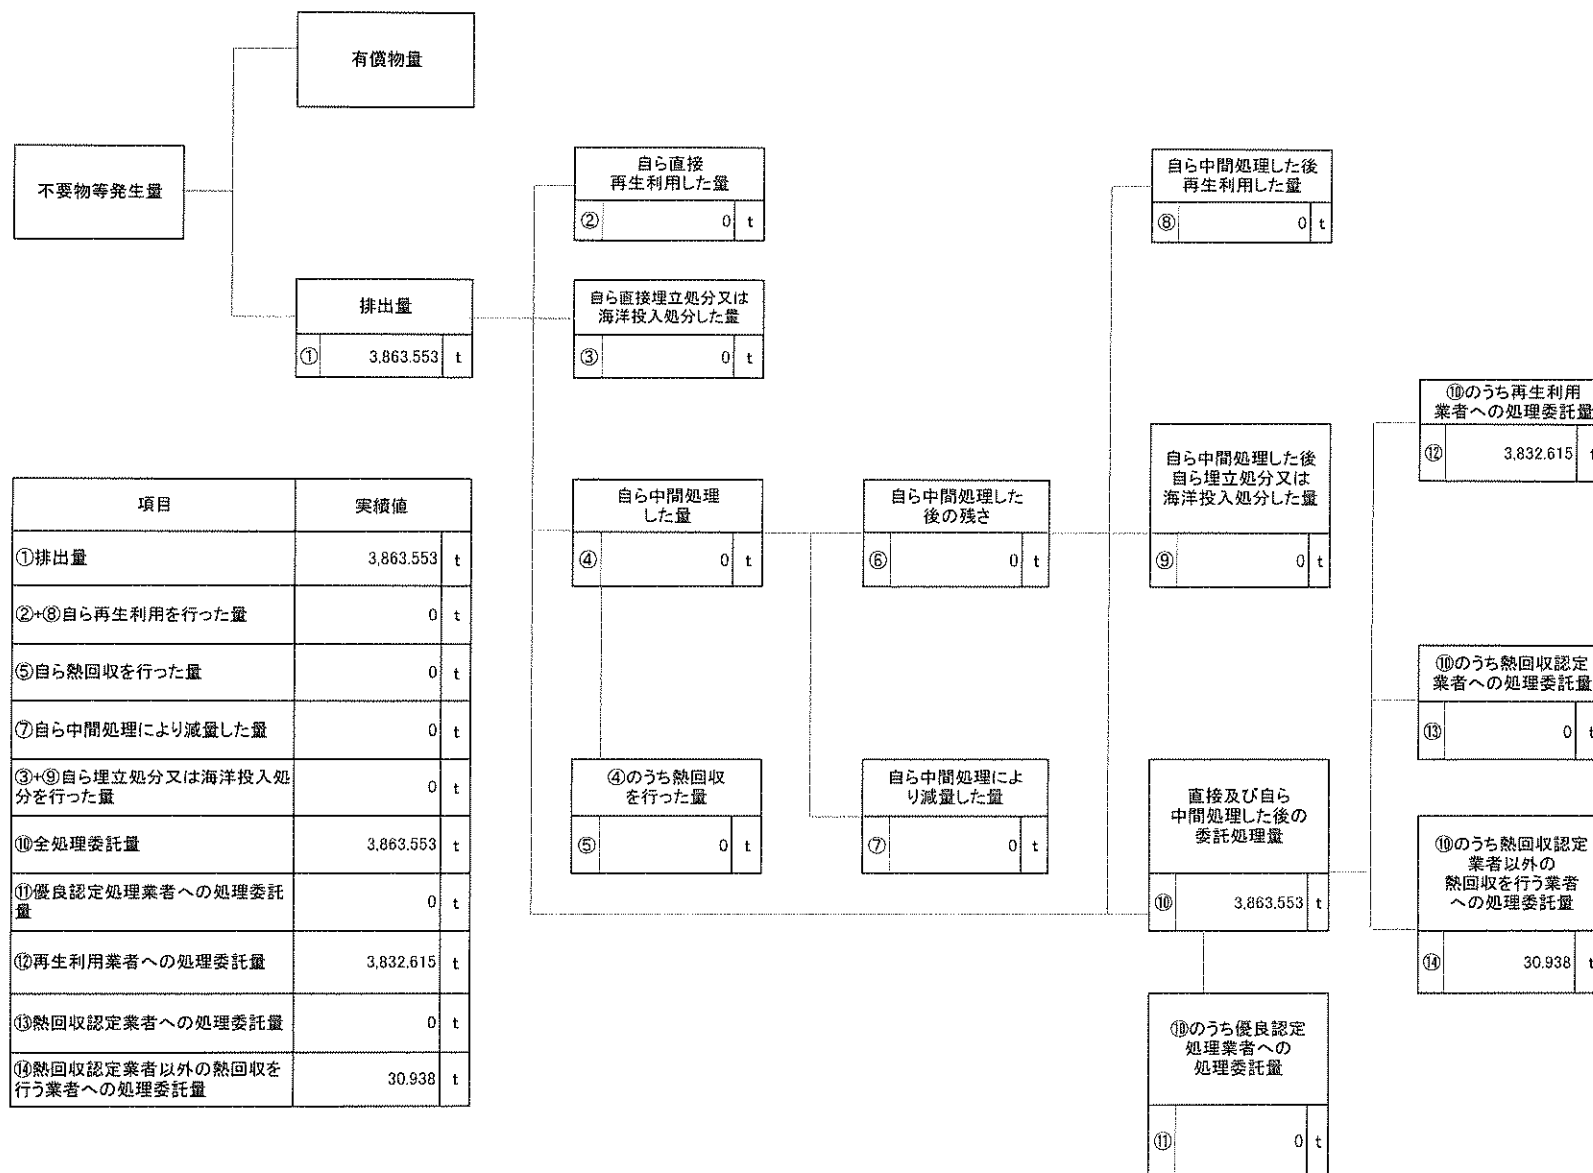 有償物量
不要物等発生量
排出量
① 3,863.553 t
自ら直接
再生利用した量
② 0 t
自ら直接埋立処分又は
海洋投入処分した量
③ 0 t
自ら中間処理
した量
④ 0 t
④のうち熱回収
を行った量
⑤ 0 t
自ら中間処理した
後の残さ
⑥ 0 t
自ら中間処理によ
り減量した量
⑦ 0 t
自ら中間処理した後
再生利用した量
⑧ 0 t
自ら中間処理した後
自ら埋立処分又は
海洋投入処分した量
⑨ 0 t
直接及び自ら
中間処理した後の
委託処理量
⑩ 3,863.553 t
⑩のうち優良認定
処理業者への
処理委託量
⑪ 0 t
⑩のうち再生利用
業者への処理委託量
⑫ 3,832.615 t
⑩のうち熱回収認定
業者への処理委託量
⑬ 0 t
⑩のうち熱回収認定
業者以外の
熱回収を行う業者
への処理委託量
⑭ 30.938 t
項目 実績値
①排出量 3,863.553 t
②+⑧自ら再生利用を行った量 0 t
⑤自ら熱回収を行った量 0 t
⑦自ら中間処理により減量した量 0 t
③+⑨自ら埋立処分又は海洋投入処
分を行った量 0 t
⑩全処理委託量 3,863.553 t
⑪優良認定処理業者への処理委託
量 0 t
⑫再生利用業者への処理委託量 3,832.615 t
⑬熱回収認定業者への処理委託量 0 t
⑭熱回収認定業者以外の熱回収を
行う業者への処理委託量 30.938 t